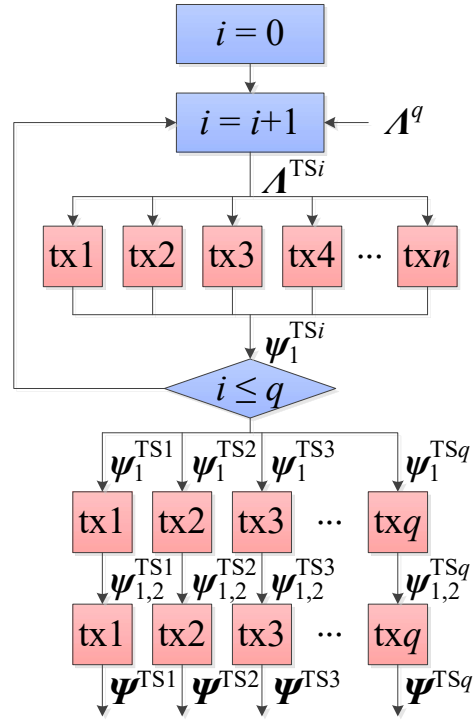 i = 0
i = i+1 Λ^q
Λ^TSi
tx1 tx2 tx3 tx4 ··· txn
ψ_1^TSi
i ≤ q
ψ_1^TS1 ψ_1^TS2 ψ_1^TS3 ψ_1^TSq
tx1 tx2 tx3 ··· txq
ψ_1,2^TS1 ψ_1,2^TS2 ψ_1,2^TS3 ψ_1,2^TSq
tx1 tx2 tx3 ··· txq
Ψ^TS1 Ψ^TS2 Ψ^TS3 Ψ^TSq